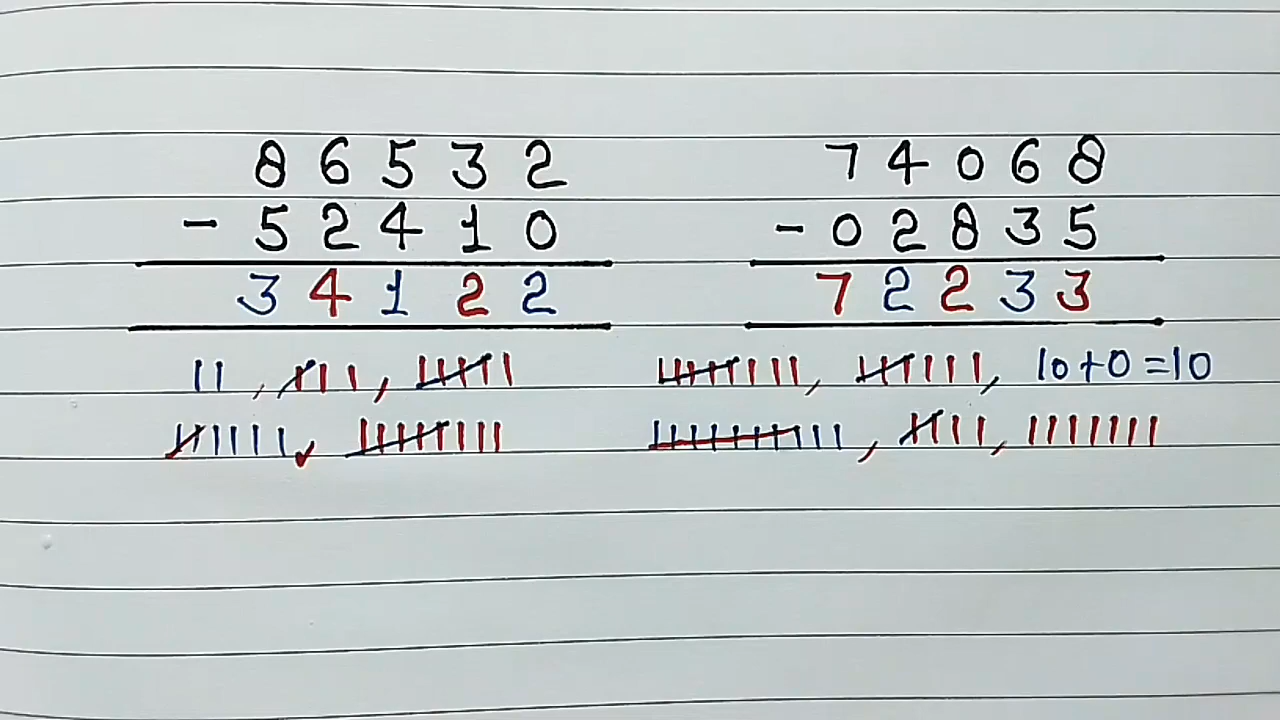 8 6 5 3 2
- 5 2 4 1 0
3 4 1 2 2
7 4 0 6 8
- 0 2 8 3 5
7 2 2 3 3
10+0=10